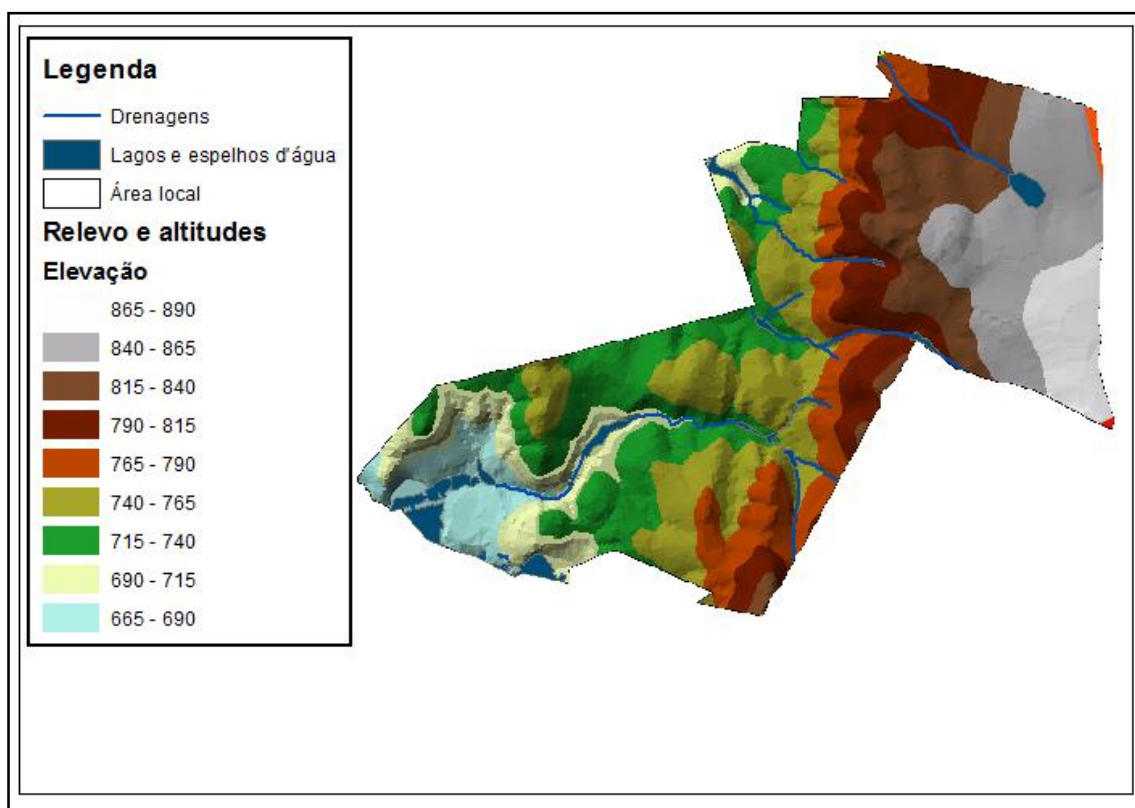 Legenda
Drenagens
Lagos e espelhos d'água
Área local
Relevo e altitudes
Elevação
865 - 890
840 - 865
815 - 840
790 - 815
765 - 790
740 - 765
715 - 740
690 - 715
665 - 690